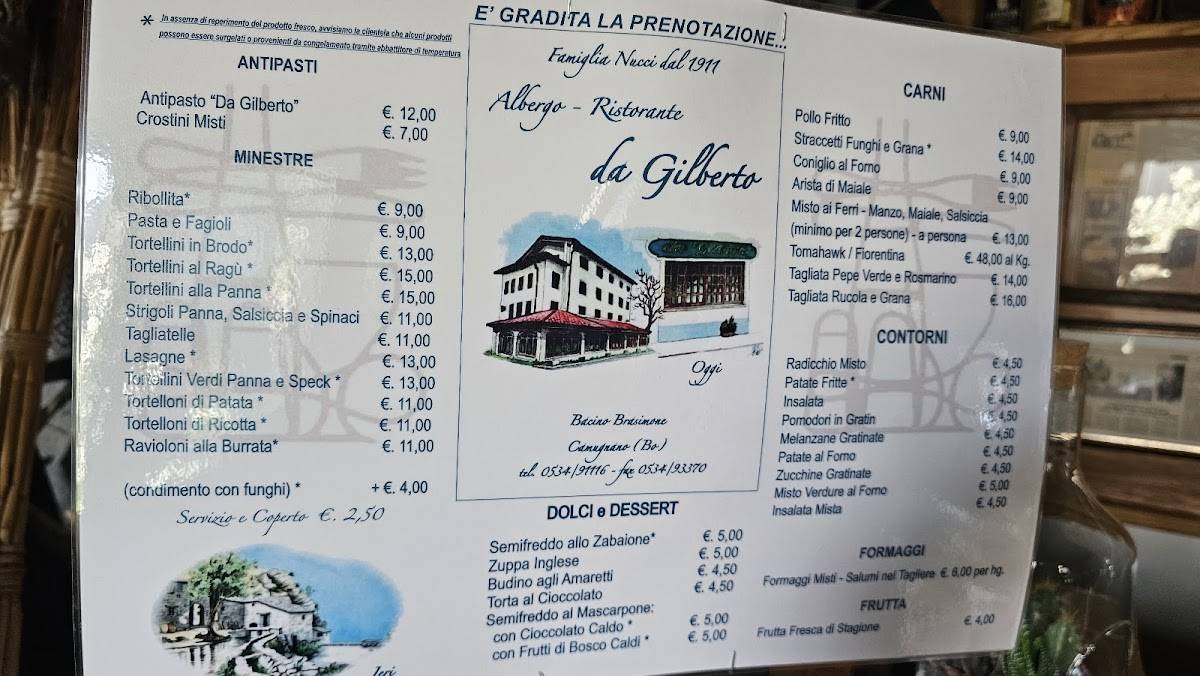 * In assenza di reperimento del prodotto fresco, avvisiamo la clientela che alcuni prodotti
possono essere surgelati o provenienti da congelamento tramite abbattitore di temperatura
ANTIPASTI
Antipasto "Da Gilberto" €. 12,00
Crostini Misti €. 7,00
MINESTRE
Ribollita* €. 9,00
Pasta e Fagioli €. 9,00
Tortellini in Brodo* €. 13,00
Tortellini al Ragù * €. 15,00
Tortellini alla Panna * €. 15,00
Strigoli Panna, Salsiccia e Spinaci €. 11,00
Tagliatelle €. 11,00
Lasagne * €. 13,00
Tortellini Verdi Panna e Speck * €. 13,00
Tortelloni di Patata * €. 11,00
Tortelloni di Ricotta * €. 11,00
Ravioloni alla Burrata* €. 11,00
(condimento con funghi) * + €. 4,00
Servizio e Coperto €. 2,50
Ieri
E' GRADITA LA PRENOTAZIONE...
Famiglia Nucci dal 1911
Albergo - Ristorante
da Gilberto
Oggi
Bacino Brasimone
Camugnano (Bo)
tel. 0534/91116 - fax 0534/93370
DOLCI e DESSERT
Semifreddo allo Zabaione* €. 5,00
Zuppa Inglese €. 5,00
Budino agli Amaretti €. 4,50
Torta al Cioccolato €. 4,50
Semifreddo al Mascarpone:
con Cioccolato Caldo * €. 5,00
con Frutti di Bosco Caldi * €. 5,00
CARNI
Pollo Fritto €. 9,00
Straccetti Funghi e Grana * €. 14,00
Coniglio al Forno €. 9,00
Arista di Maiale €. 9,00
Misto ai Ferri - Manzo, Maiale, Salsiccia
(minimo per 2 persone) - a persona €. 13,00
Tomahawk / Fiorentina €. 48,00 al Kg.
Tagliata Pepe Verde e Rosmarino €. 14,00
Tagliata Rucola e Grana €. 16,00
CONTORNI
Radicchio Misto €. 4,50
Patate Fritte * €. 4,50
Insalata €. 4,50
Pomodori in Gratin €. 4,50
Melanzane Gratinate €. 4,50
Patate al Forno €. 4,50
Zucchine Gratinate €. 4,50
Misto Verdure al Forno €. 5,00
Insalata Mista €. 4,50
FORMAGGI
Formaggi Misti - Salumi nel Tagliere €. 6,00 per hg.
FRUTTA
Frutta Fresca di Stagione €. 4,00